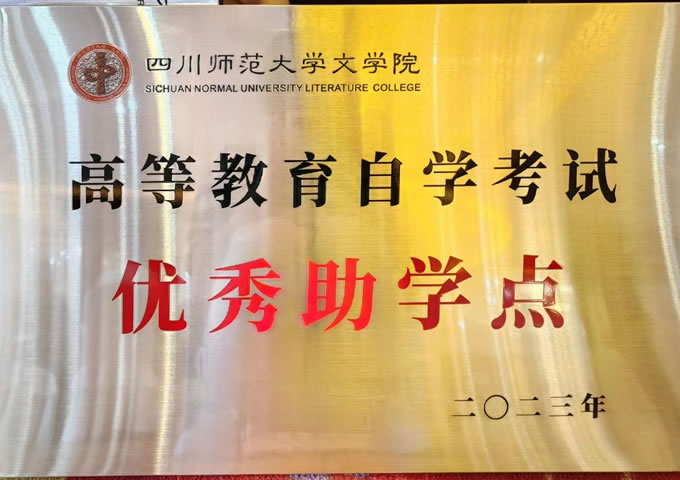 四川师范大学文学院
SICHUAN NORMAL UNIVERSITY LITERATURE COLLEGE
高等教育自学考试
优秀助学点
二〇二三年